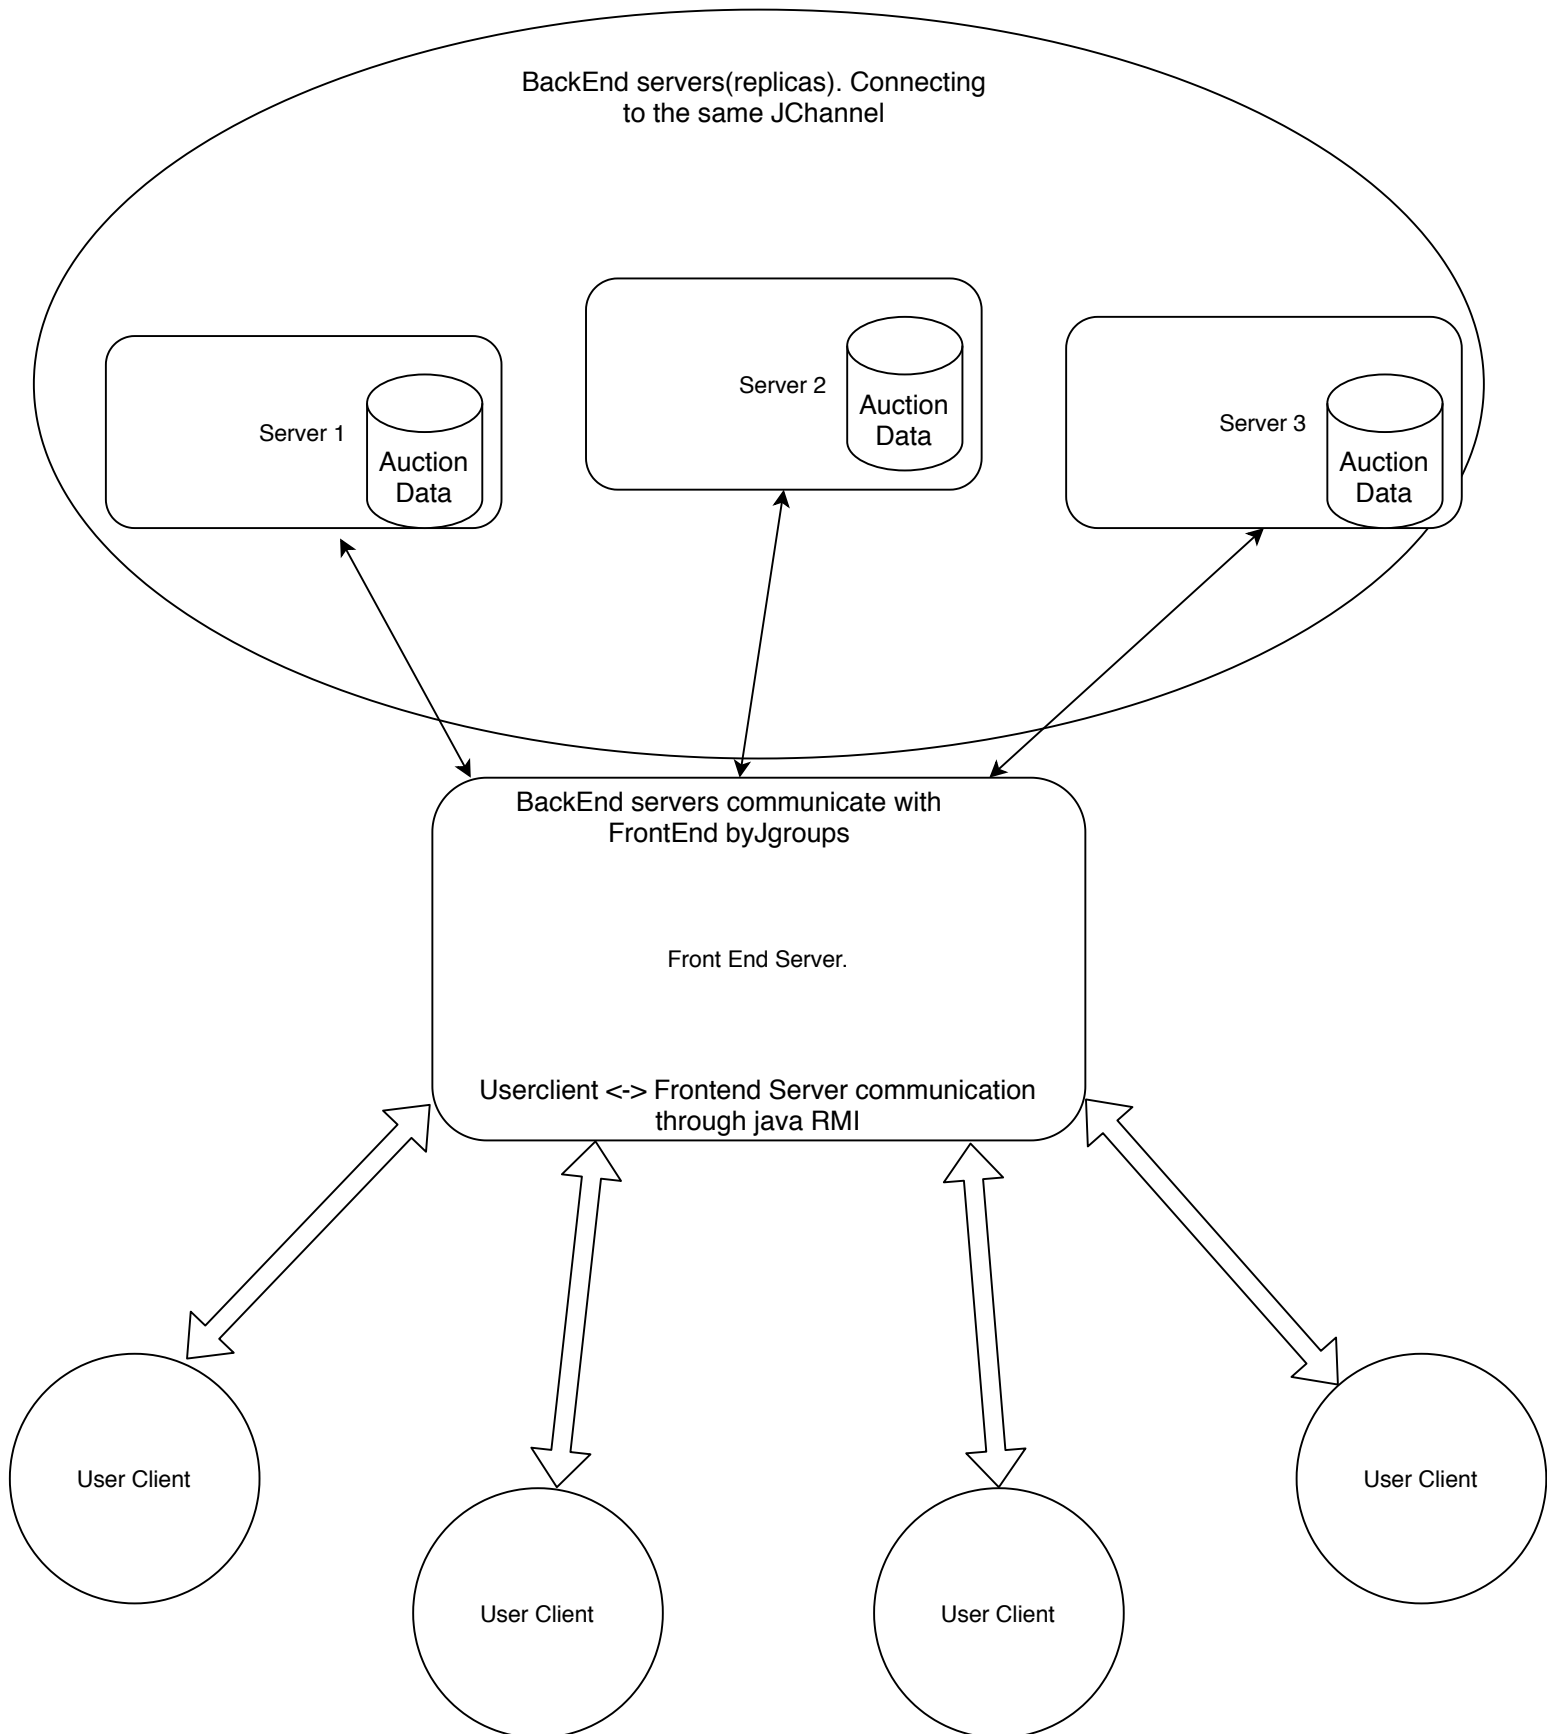 BackEnd servers(replicas). Connecting
to the same JChannel
Server 1
Auction
Data
Server 2
Auction
Data
Server 3
Auction
Data
BackEnd servers communicate with
FrontEnd byJgroups
Front End Server.
Userclient <-> Frontend Server communication
through java RMI
User Client
User Client
User Client
User Client